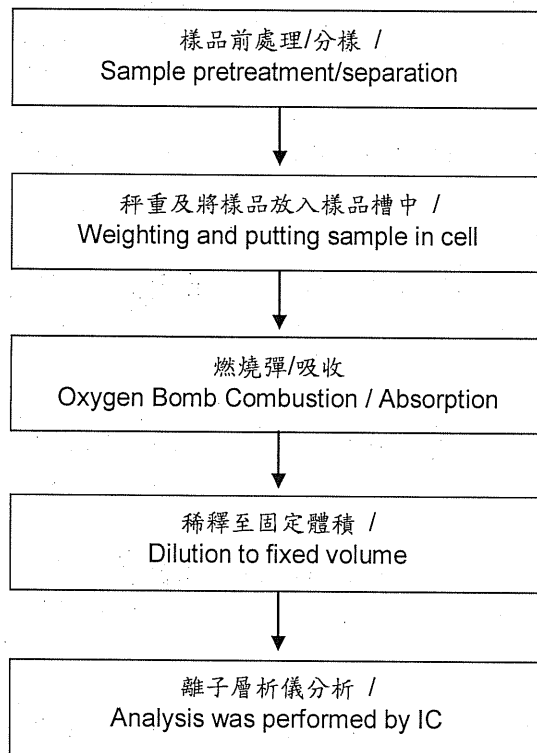 樣品前處理/分樣 /
Sample pretreatment/separation
秤重及將樣品放入樣品槽中 /
Weighting and putting sample in cell
燃燒彈/吸收
Oxygen Bomb Combustion / Absorption
稀釋至固定體積 /
Dilution to fixed volume
離子層析儀分析 /
Analysis was performed by IC